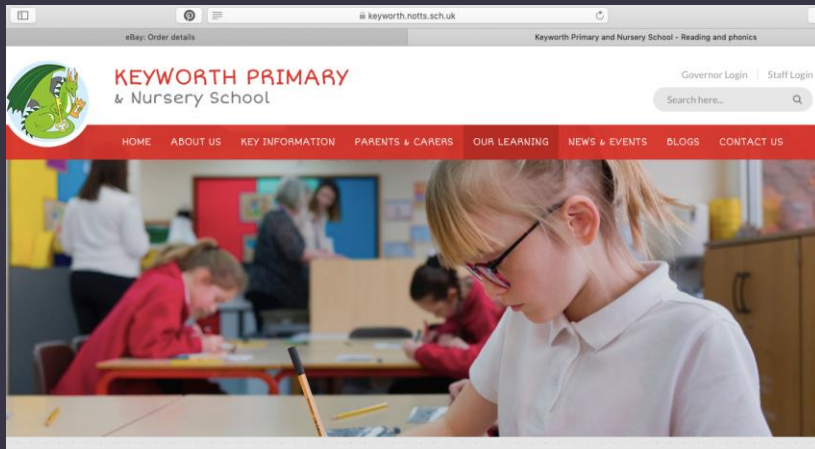 keyworth.notts.sch.uk
eBay: Order details
Keyworth Primary and Nursery School - Reading and phonics
KEYWORTH PRIMARY
& Nursery School
Governor Login
Staff Login
Search here...
HOME ABOUT US KEY INFORMATION PARENTS & CARERS OUR LEARNING NEWS & EVENTS BLOGS CONTACT US